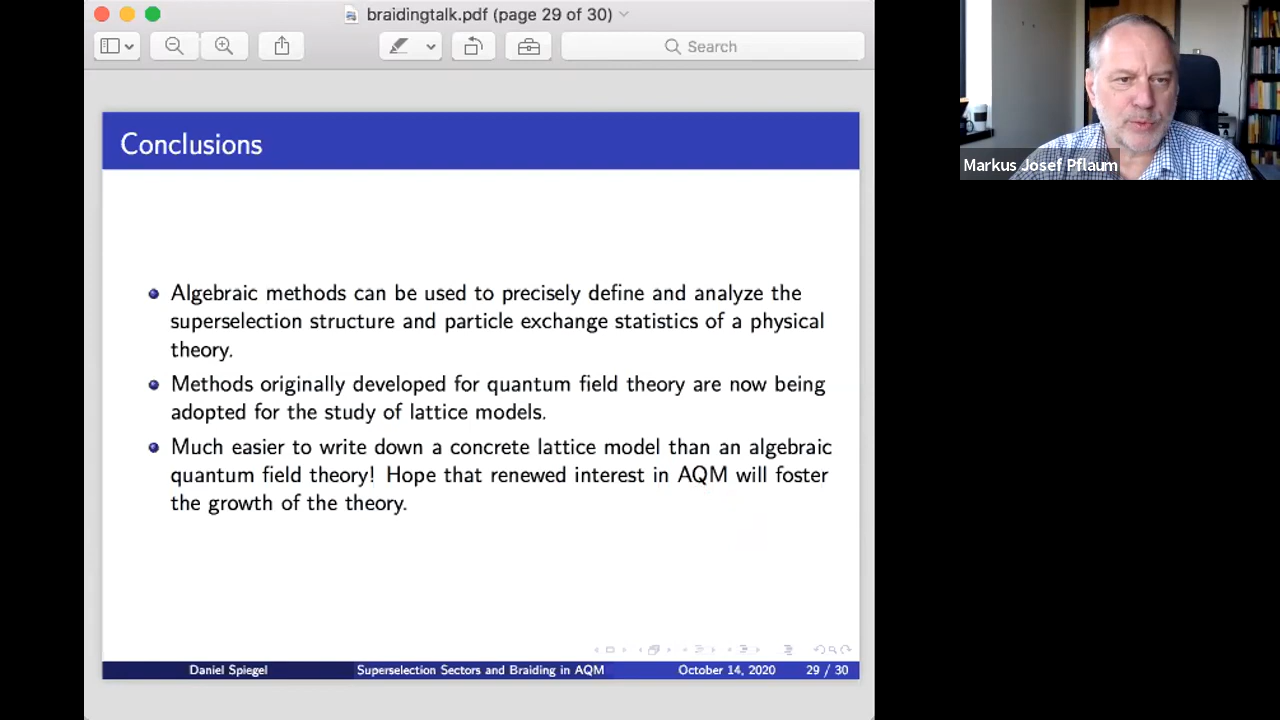 braidingtalk.pdf (page 29 of 30)
Search
Conclusions
Markus Josef Pflaum
Algebraic methods can be used to precisely define and analyze the
superselection structure and particle exchange statistics of a physical
theory.
Methods originally developed for quantum field theory are now being
adopted for the study of lattice models.
Much easier to write down a concrete lattice model than an algebraic
quantum field theory! Hope that renewed interest in AQM will foster
the growth of the theory.
Daniel Spiegel Superselection Sectors and Braiding in AQM October 14, 2020 29 / 30